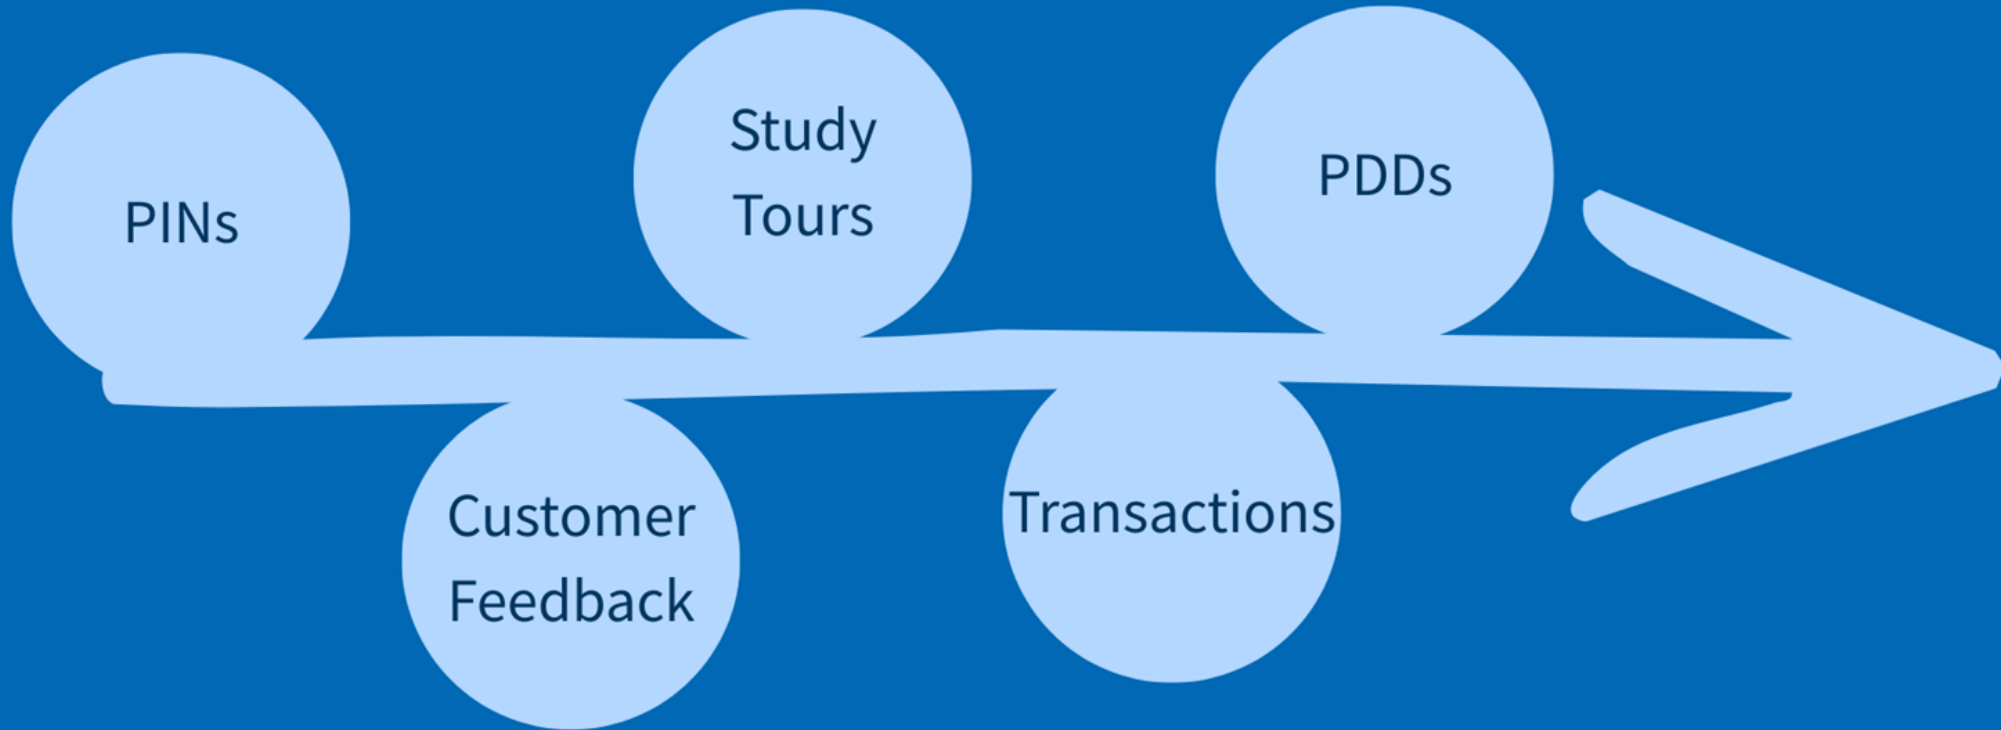 PINs
Customer
Feedback
Study
Tours
Transactions
PDDs